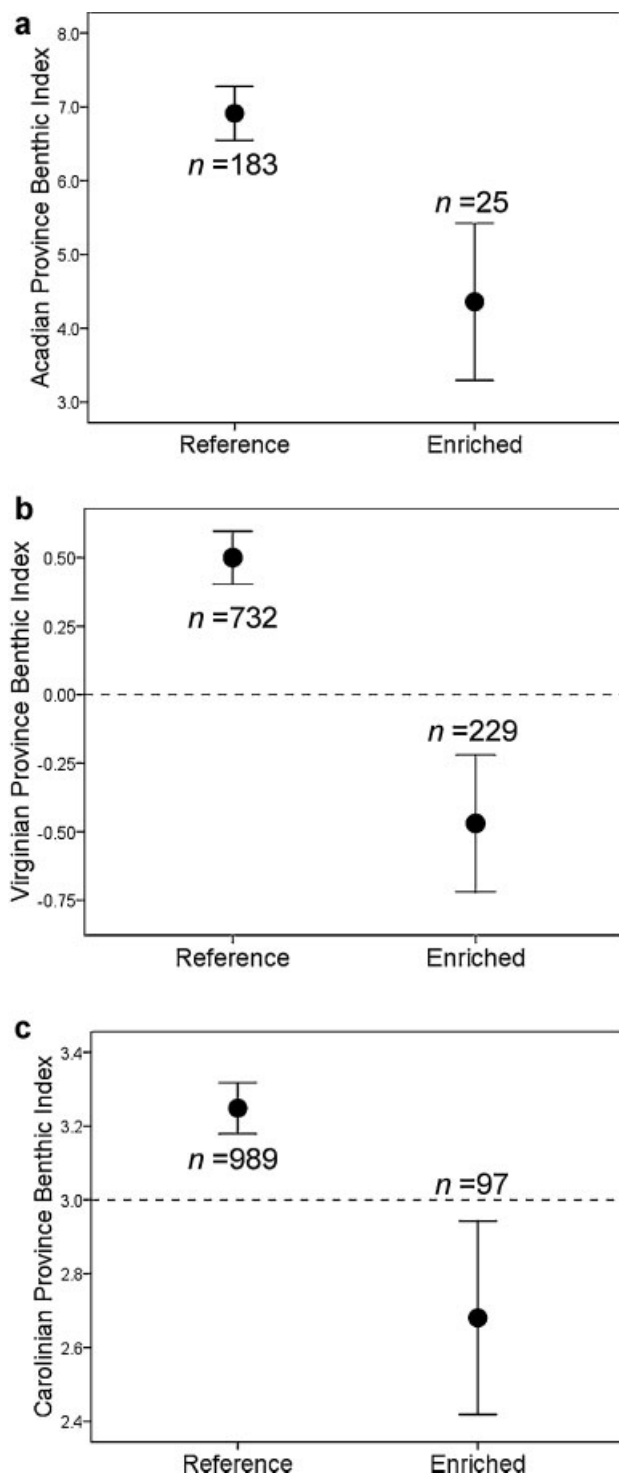 a
Acadian Province Benthic Index
8.0
7.0
6.0
5.0
4.0
3.0
n =183
n =25
Reference
Enriched
b
Virginian Province Benthic Index
0.50
0.25
0.00
-0.25
-0.50
-0.75
n =732
n =229
Reference
Enriched
c
Carolinian Province Benthic Index
3.4
3.2
3.0
2.8
2.6
2.4
n =989
n =97
Reference
Enriched